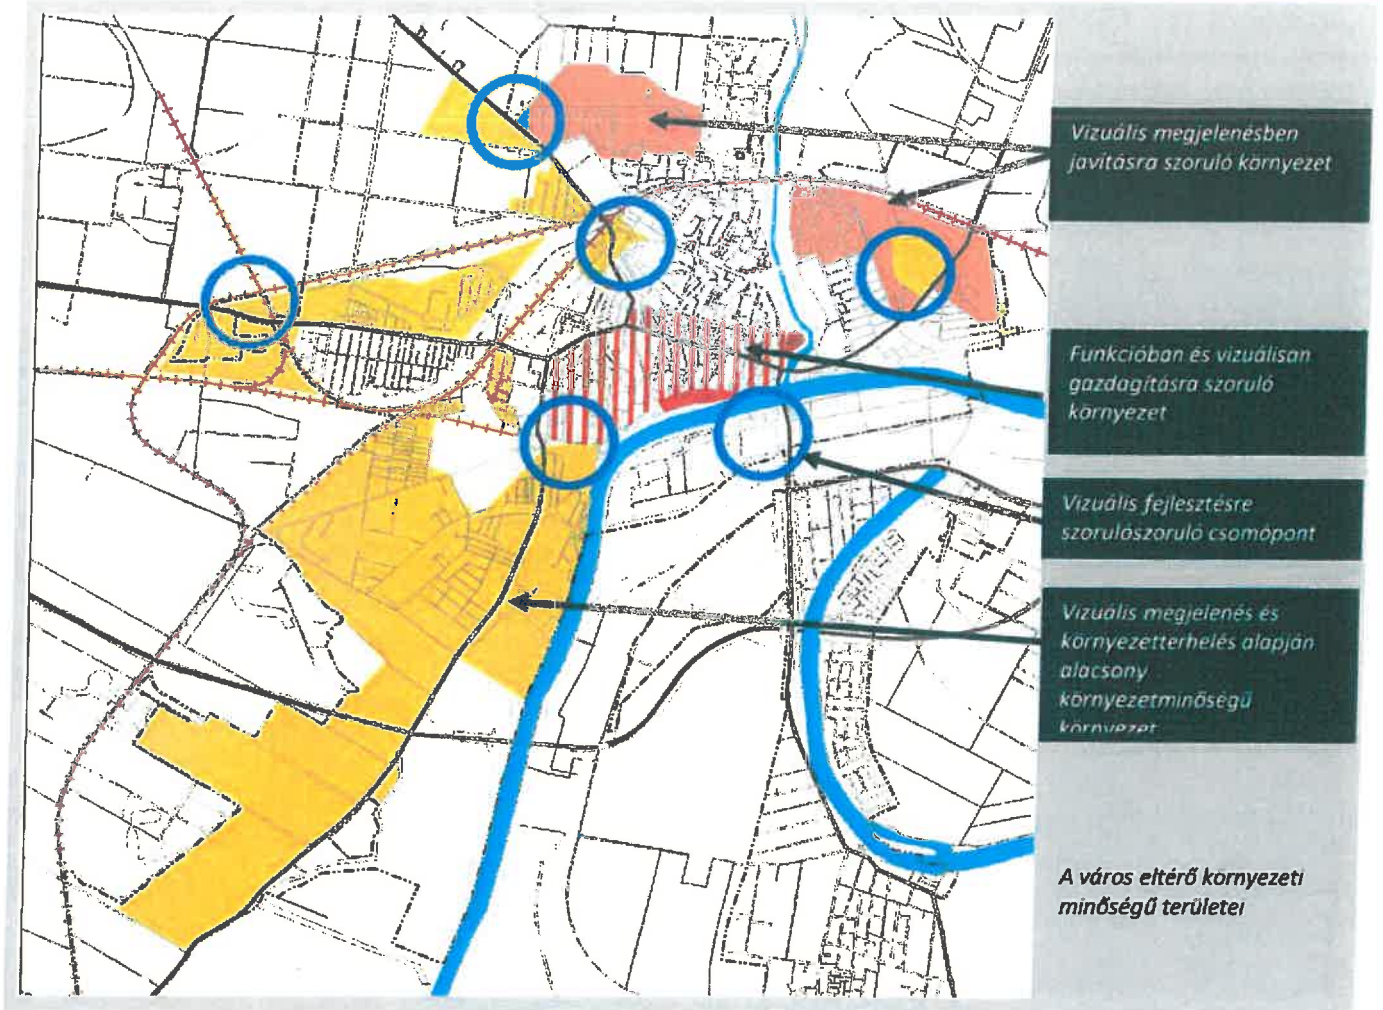 Vizuális megjelenésben
javításra szoruló környezet
Funkcióban és vizuálisan
gazdagításra szoruló
környezet
Vizuális fejlesztésre
szorulószoruló csomópont
Vizuális megjelenés és
környezetterhelés alapján
alacsony
környezetminőségű
környezet
A város eltérő környezeti
minőségű területei